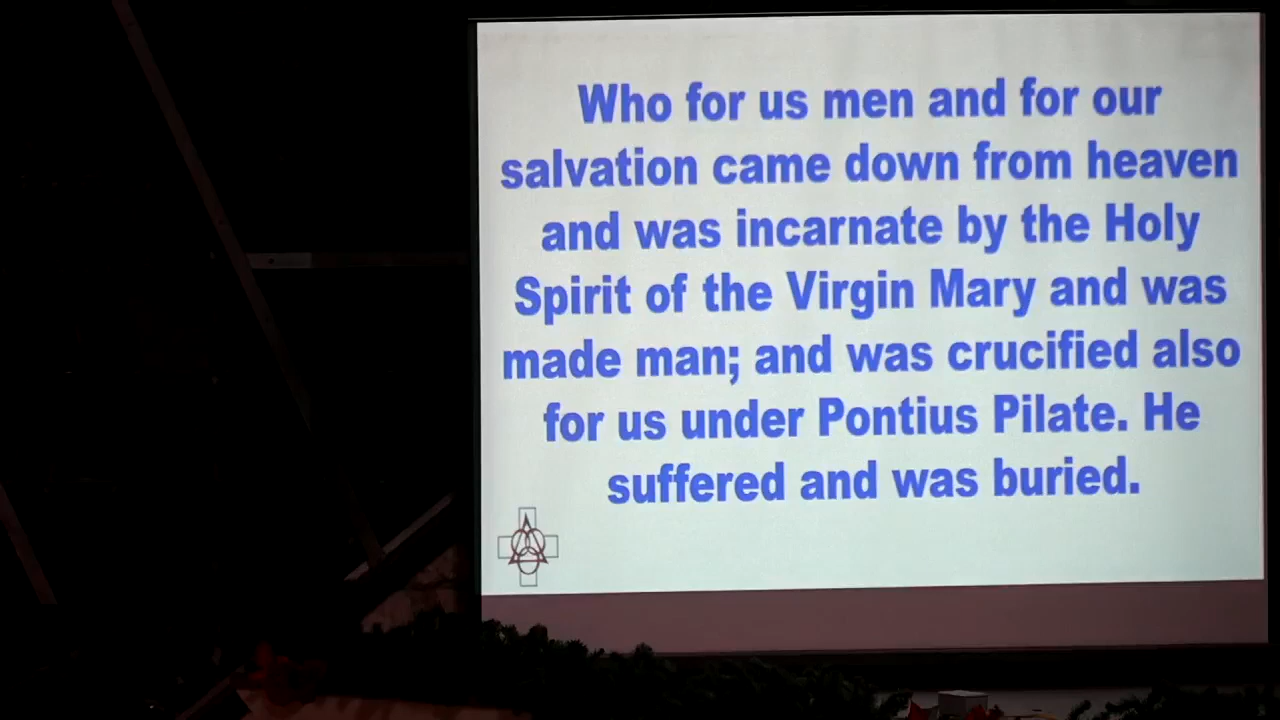 Who for us men and for our
salvation came down from heaven
and was incarnate by the Holy
Spirit of the Virgin Mary and was
made man; and was crucified also
for us under Pontius Pilate. He
suffered and was buried.